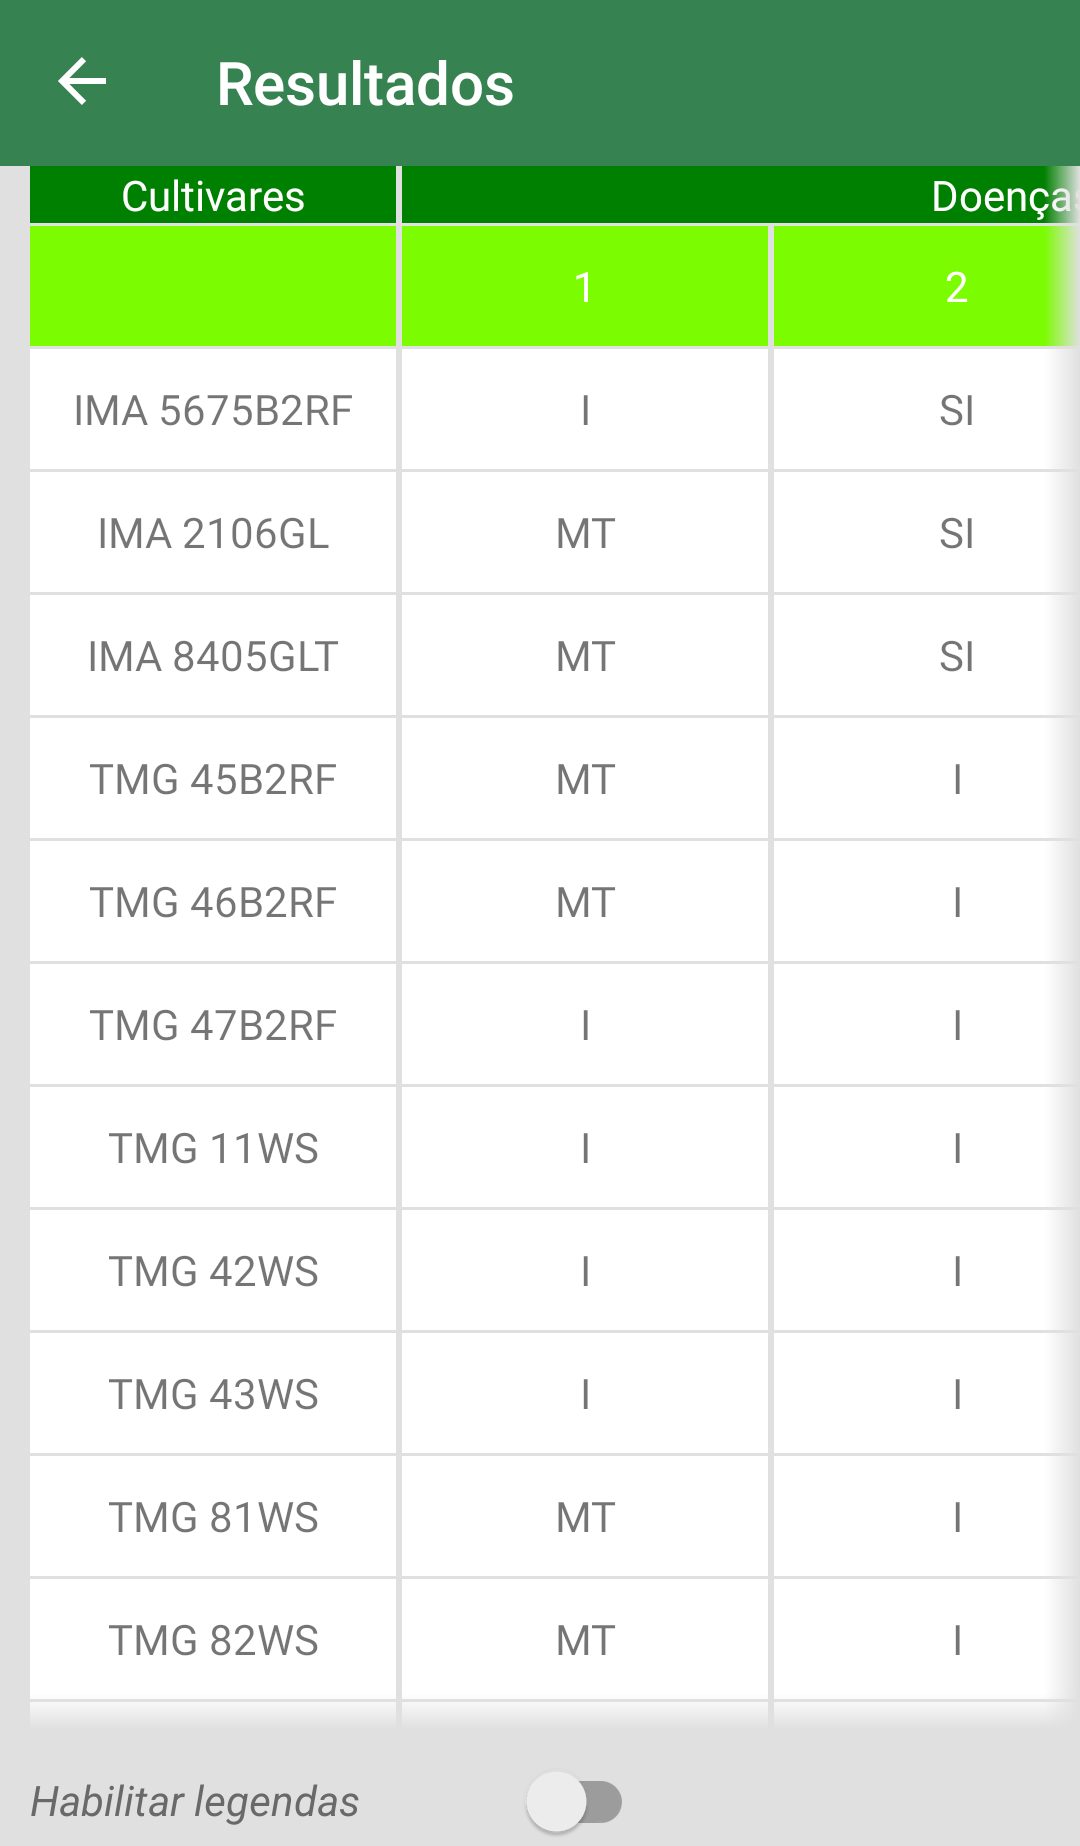 Resultados
Cultivares Doenças
1 2
IMA 5675B2RF I SI
IMA 2106GL MT SI
IMA 8405GLT MT SI
TMG 45B2RF MT I
TMG 46B2RF MT I
TMG 47B2RF I I
TMG 11WS I I
TMG 42WS I I
TMG 43WS I I
TMG 81WS MT I
TMG 82WS MT I
Habilitar legendas